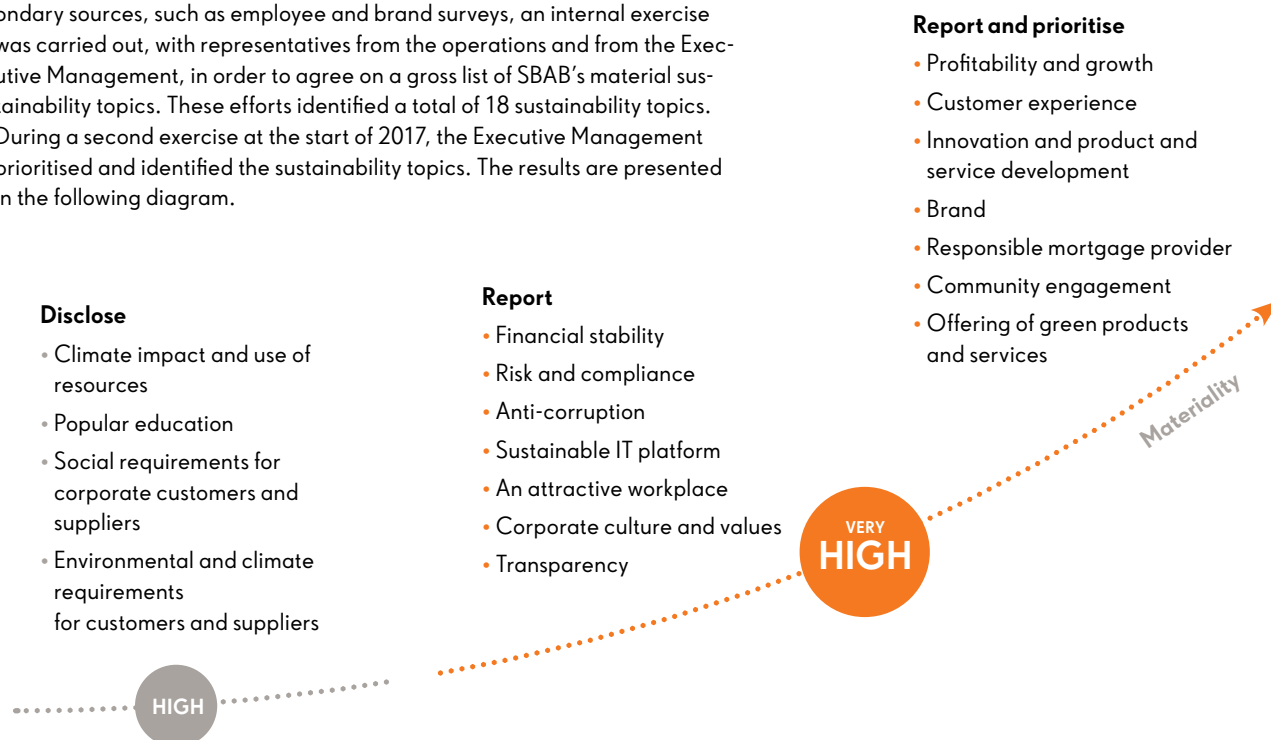 ondary sources, such as employee and brand surveys, an internal exercise
was carried out, with representatives from the operations and from the Exec-
utive Management, in order to agree on a gross list of SBAB's material sus-
tainability topics. These efforts identified a total of 18 sustainability topics.
During a second exercise at the start of 2017, the Executive Management
prioritised and identified the sustainability topics. The results are presented
in the following diagram.
Disclose
• Climate impact and use of
resources
• Popular education
• Social requirements for
corporate customers and
suppliers
• Environmental and climate
requirements
for customers and suppliers
HIGH
Report
• Financial stability
• Risk and compliance
• Anti-corruption
• Sustainable IT platform
• An attractive workplace
• Corporate culture and values
• Transparency
VERY
HIGH
Report and prioritise
• Profitability and growth
• Customer experience
• Innovation and product and
service development
• Brand
• Responsible mortgage provider
• Community engagement
• Offering of green products
and services
Materiality